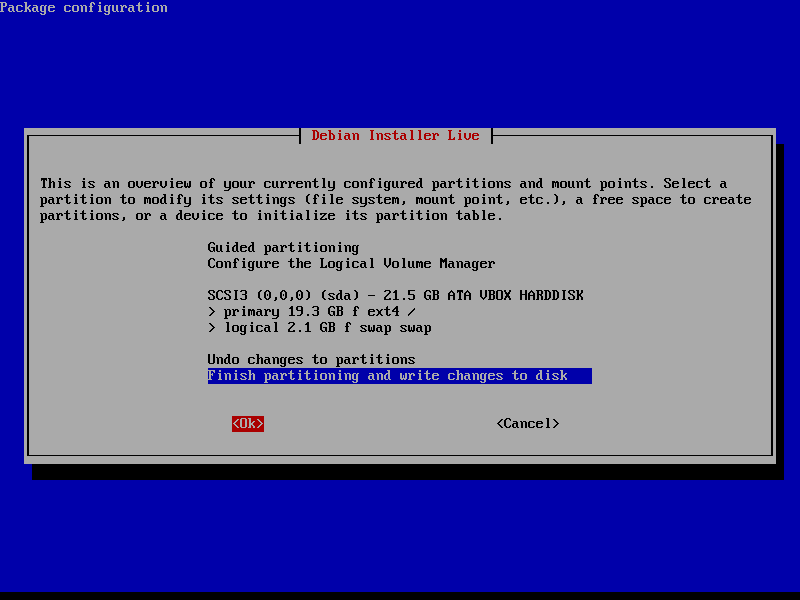 Package configuration
Debian Installer Live
This is an overview of your currently configured partitions and mount points. Select a
partition to modify its settings (file system, mount point, etc.), a free space to create
partitions, or a device to initialize its partition table.
Guided partitioning
Configure the Logical Volume Manager
SCSI3 (0,0,0) (sda) - 21.5 GB ATA VBOX HARDDISK
> primary 19.3 GB f ext4 /
> logical 2.1 GB f swap swap
Undo changes to partitions
Finish partitioning and write changes to disk
<Ok> <Cancel>